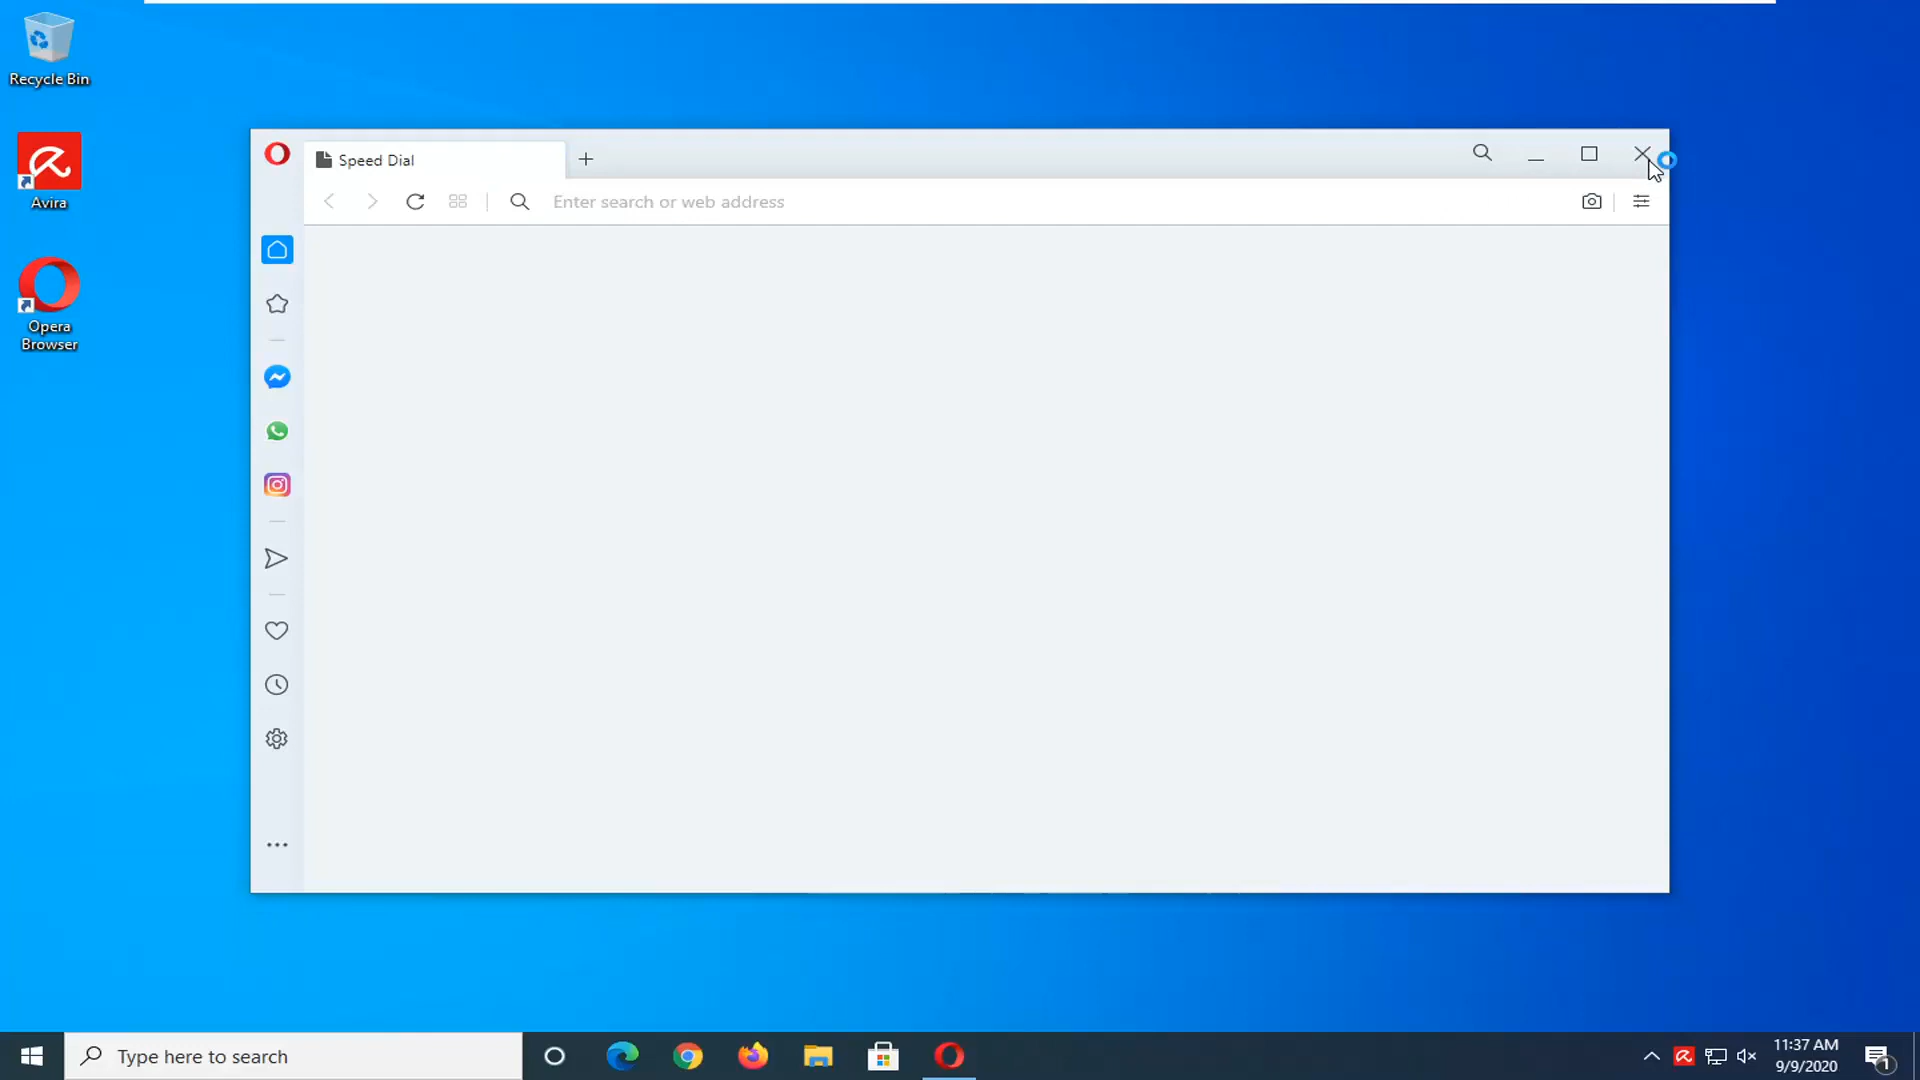 Recycle Bin
Avira
Opera
Browser
Speed Dial
Enter search or web address
Type here to search
11:37 AM
9/9/2020
1